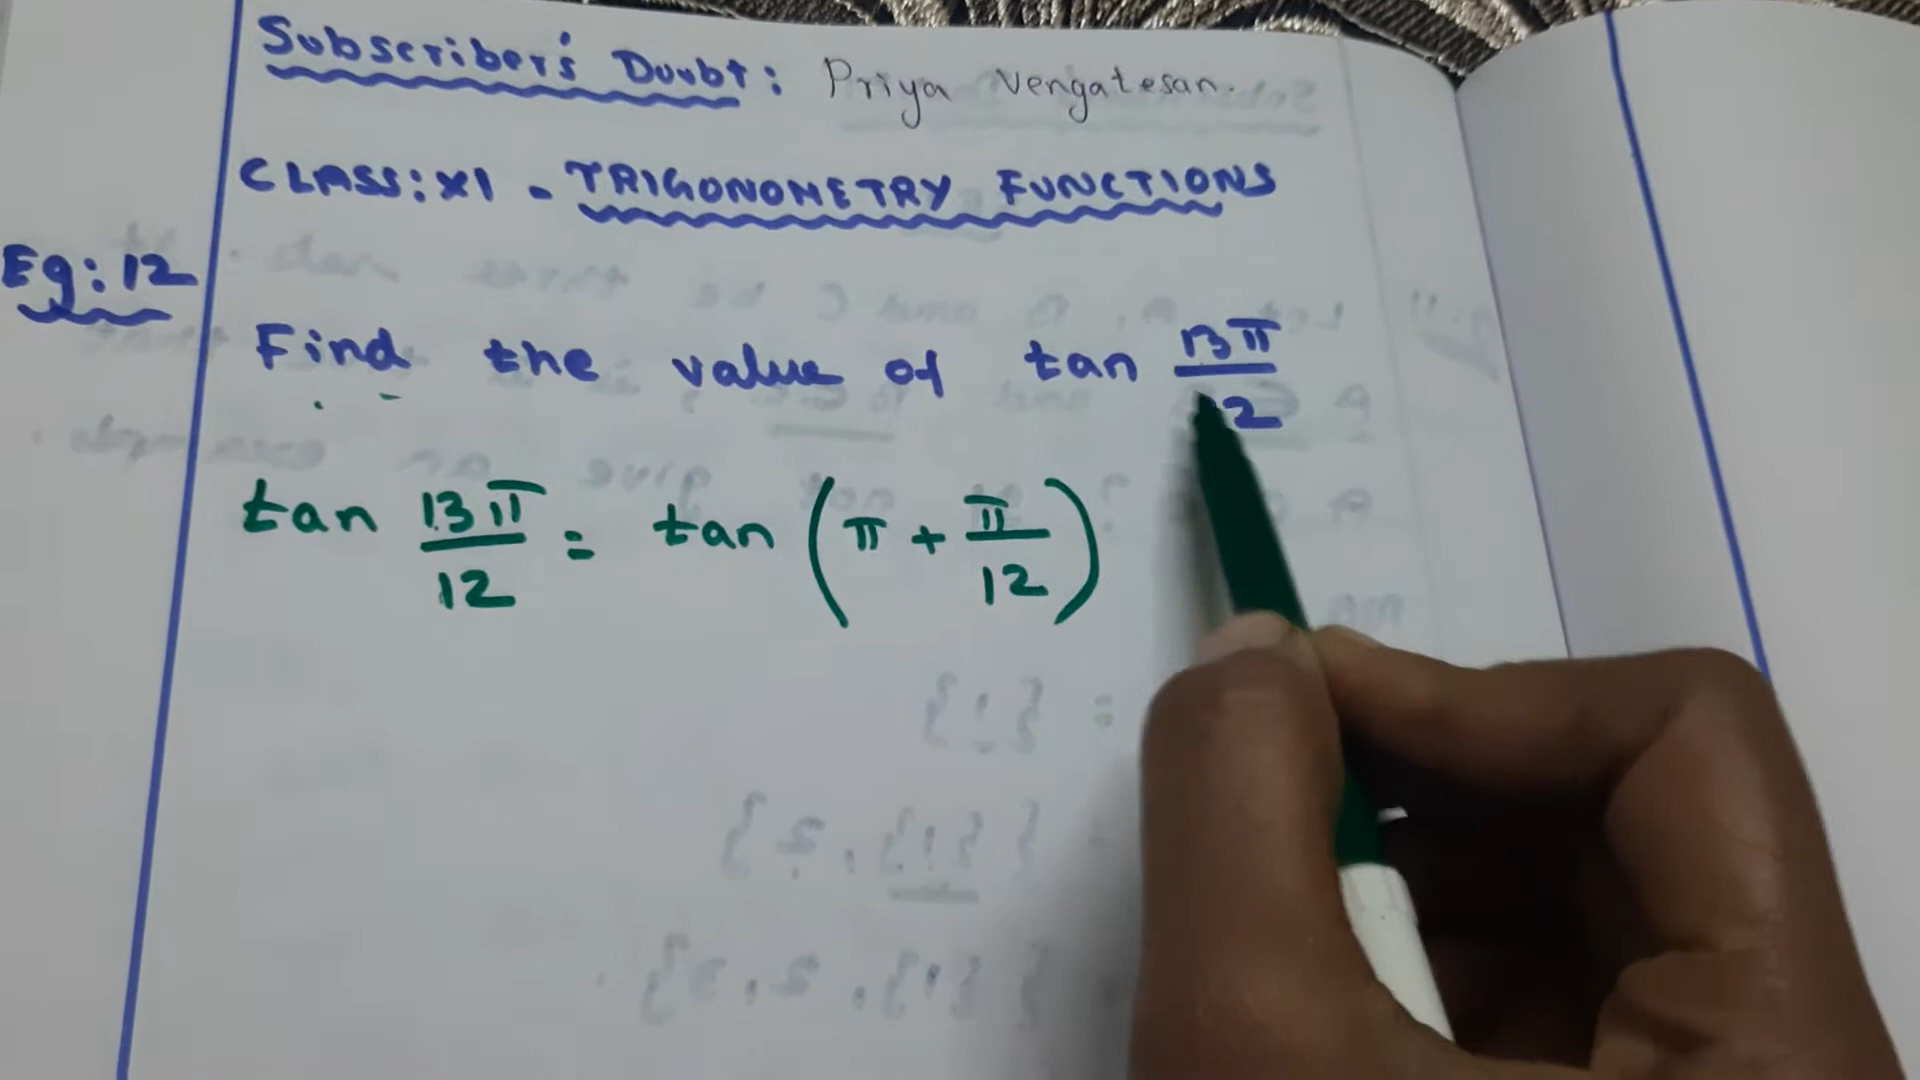 Subscriber's Doubt: Priya Vengatesan.
CLASS: XI - TRIGONOMETRY FUNCTIONS
Eg: 12
Find the value of tan 13π/12
tan 13π/12 = tan (π + π/12)